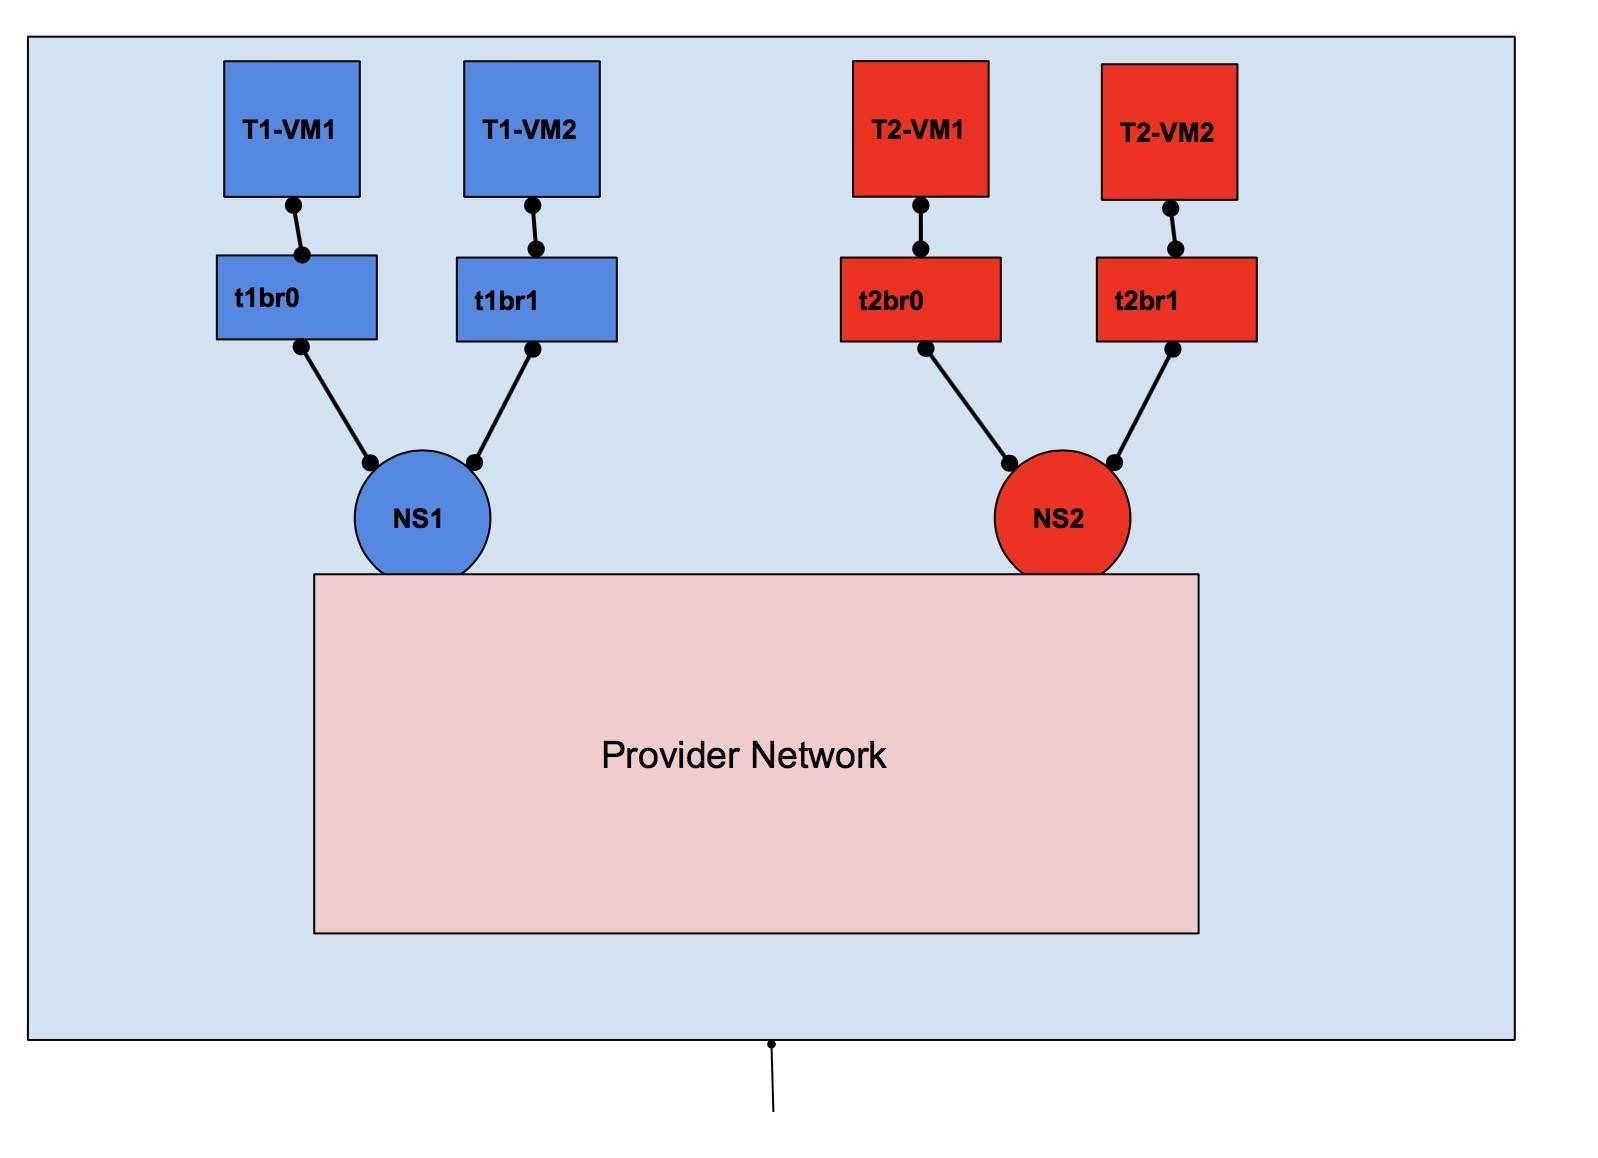 T1-VM1
T1-VM2
T2-VM1
T2-VM2
t1br0
t1br1
t2br0
t2br1
NS1
NS2
Provider Network